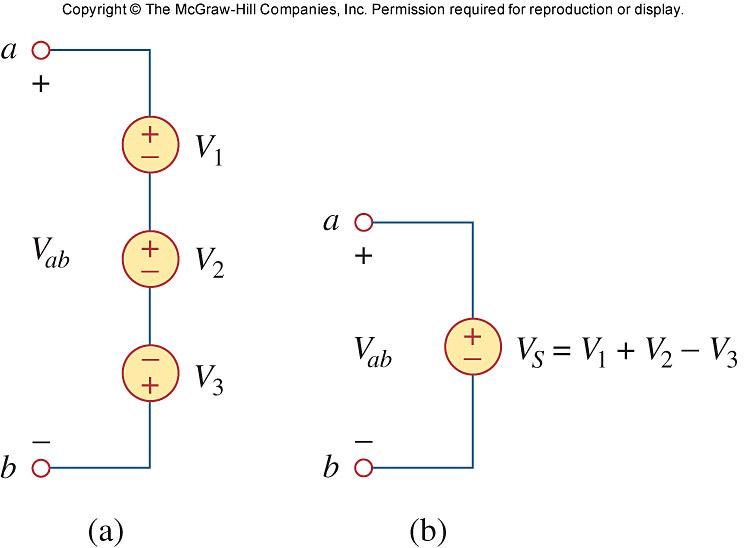 Copyright © The McGraw-Hill Companies, Inc. Permission required for reproduction or display.
a
+
+
−
V1
Vab
+
−
V2
−
+
V3
−
b
(a)
a
+
Vab
+
−
VS = V1 + V2 − V3
−
b
(b)